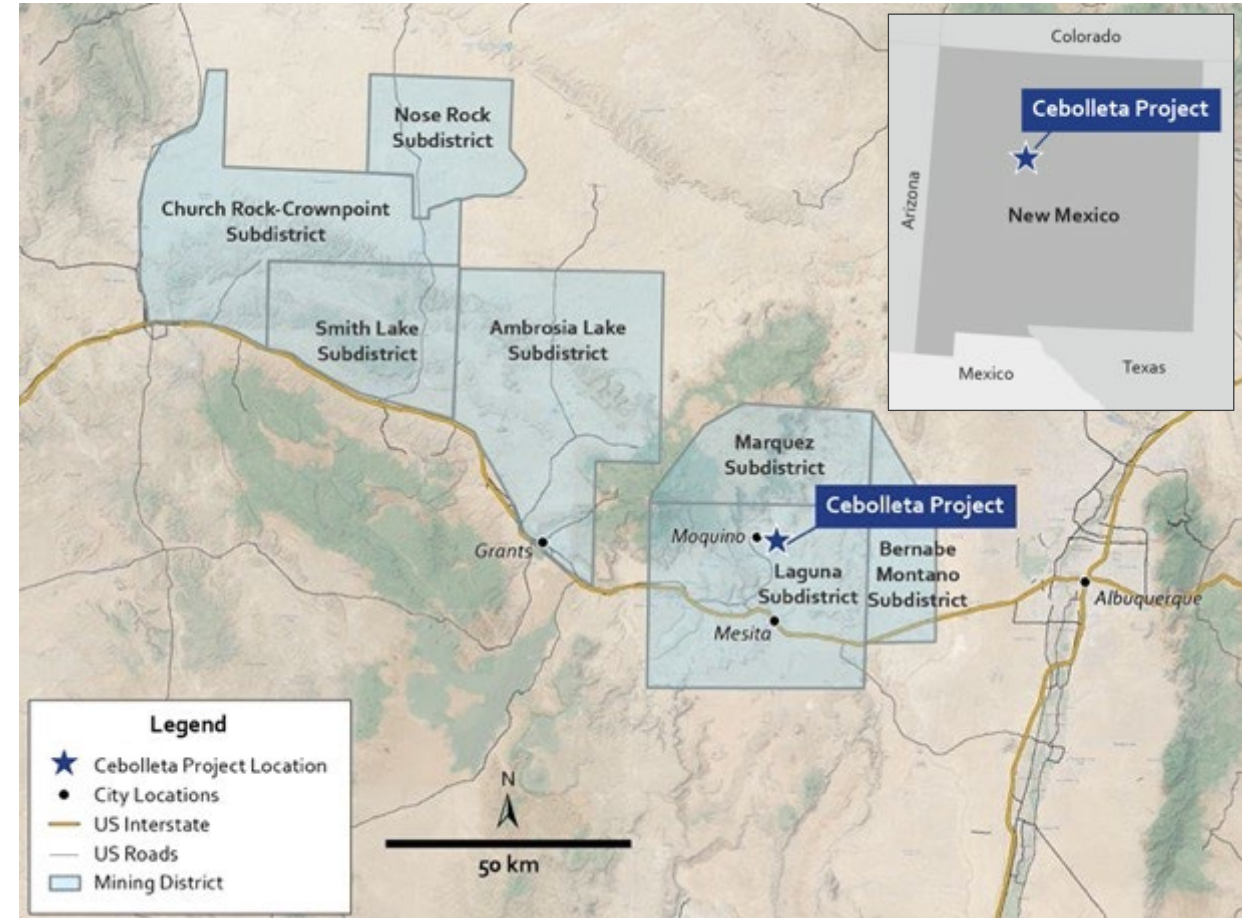 Colorado
Cebolleta Project
Arizona
New Mexico
Mexico
Texas
Nose Rock
Subdistrict
Church Rock-Crownpoint
Subdistrict
Smith Lake
Subdistrict
Ambrosia Lake
Subdistrict
Marquez
Subdistrict
Cebolleta Project
Moquino
Grants
Laguna
Subdistrict
Bernabe
Montano
Subdistrict
Albuquerque
Mesita
Legend
Cebolleta Project Location
City Locations
US Interstate
US Roads
Mining District
N
50 km